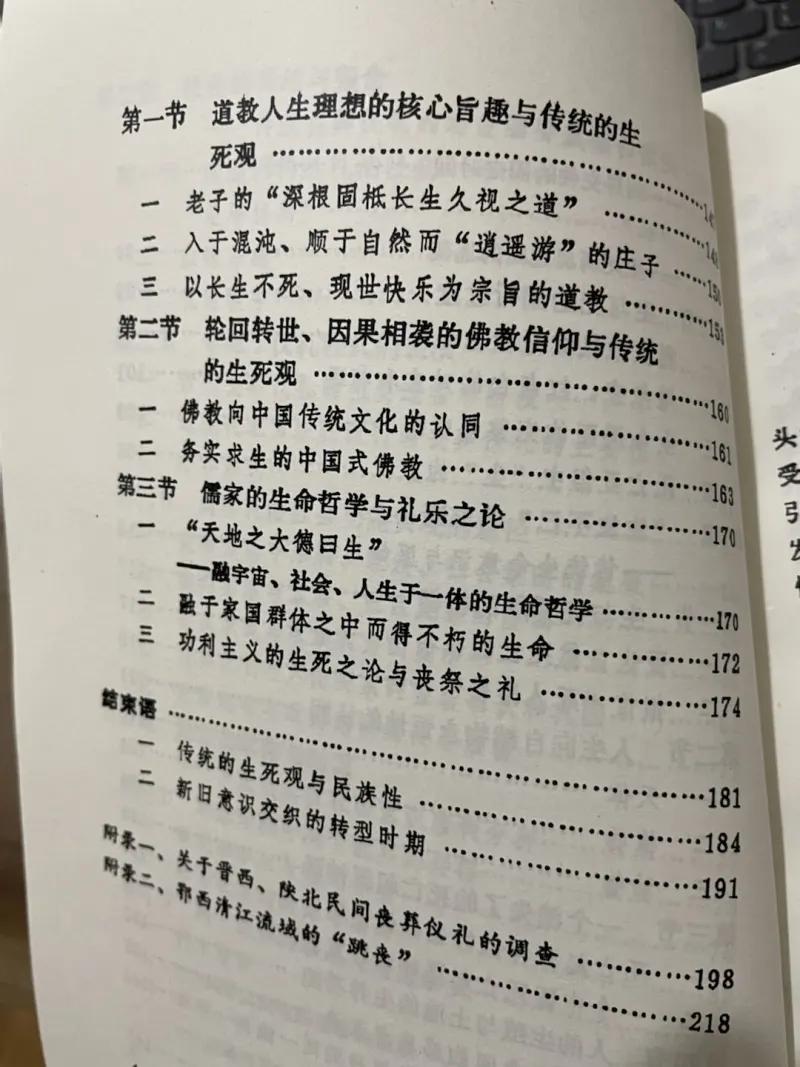 第一节 道教人生理想的核心旨趣与传统的生
死观 ……………………………
一 老子的“深根固柢长生久视之道” …………
二 入于混沌、顺于自然而“逍遥游”的庄子 ……
三 以长生不死、现世快乐为宗旨的道教 ………
第二节 轮回转世、因果相袭的佛教信仰与传统
的生死观 ……………………………160
一 佛教向中国传统文化的认同 ………………161
二 务实求生的中国式佛教 ……………………163
第三节 儒家的生命哲学与礼乐之论 ……………170
一 “天地之大德曰生”
——融宇宙、社会、人生于一体的生命哲学 …………170
二 融于家国群体之中而得不朽的生命 …………172
三 功利主义的生死之论与丧祭之礼 ……………174
结束语 ……………………………………………181
一 传统的生死观与民族性 ……………………184
二 新旧意识交织的转型时期 …………………191
附录一、关于晋西、陕北民间丧葬仪礼的调查 …………198
附录二、鄂西清江流域的“跳丧” …………………218
头
受
引